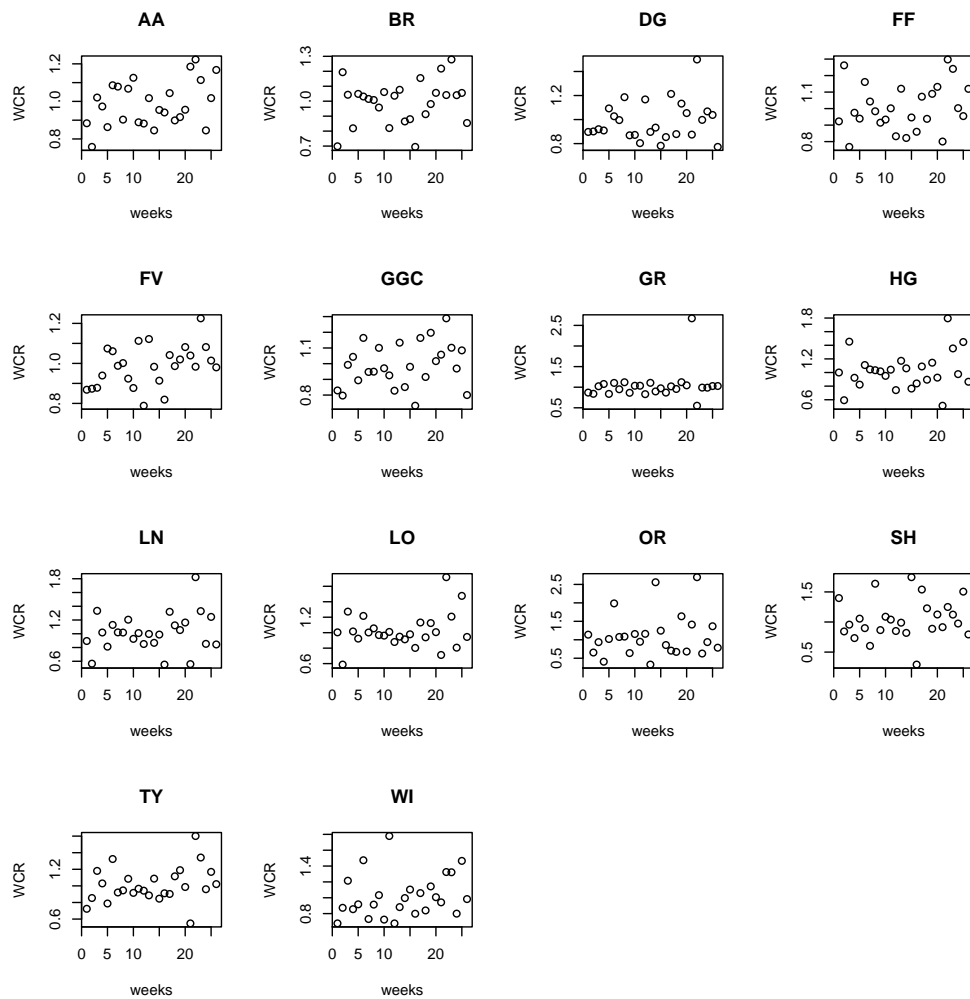 AA
WCR
0.8 1.0 1.2
0 5 10 20
weeks
BR
WCR
0.7 1.0 1.3
0 5 10 20
weeks
DG
WCR
0.8 1.2
0 5 10 20
weeks
FF
WCR
0.8 1.1
0 5 10 20
weeks
FV
WCR
0.8 1.0 1.2
0 5 10 20
weeks
GGC
WCR
0.8 1.1
0 5 10 20
weeks
GR
WCR
0.5 1.5 2.5
0 5 10 20
weeks
HG
WCR
0.6 1.2 1.8
0 5 10 20
weeks
LN
WCR
0.6 1.2 1.8
0 5 10 20
weeks
LO
WCR
0.6 1.2
0 5 10 20
weeks
OR
WCR
0.5 1.5 2.5
0 5 10 20
weeks
SH
WCR
0.5 1.5
0 5 10 20
weeks
TY
WCR
0.6 1.2
0 5 10 20
weeks
WI
WCR
0.8 1.4
0 5 10 20
weeks